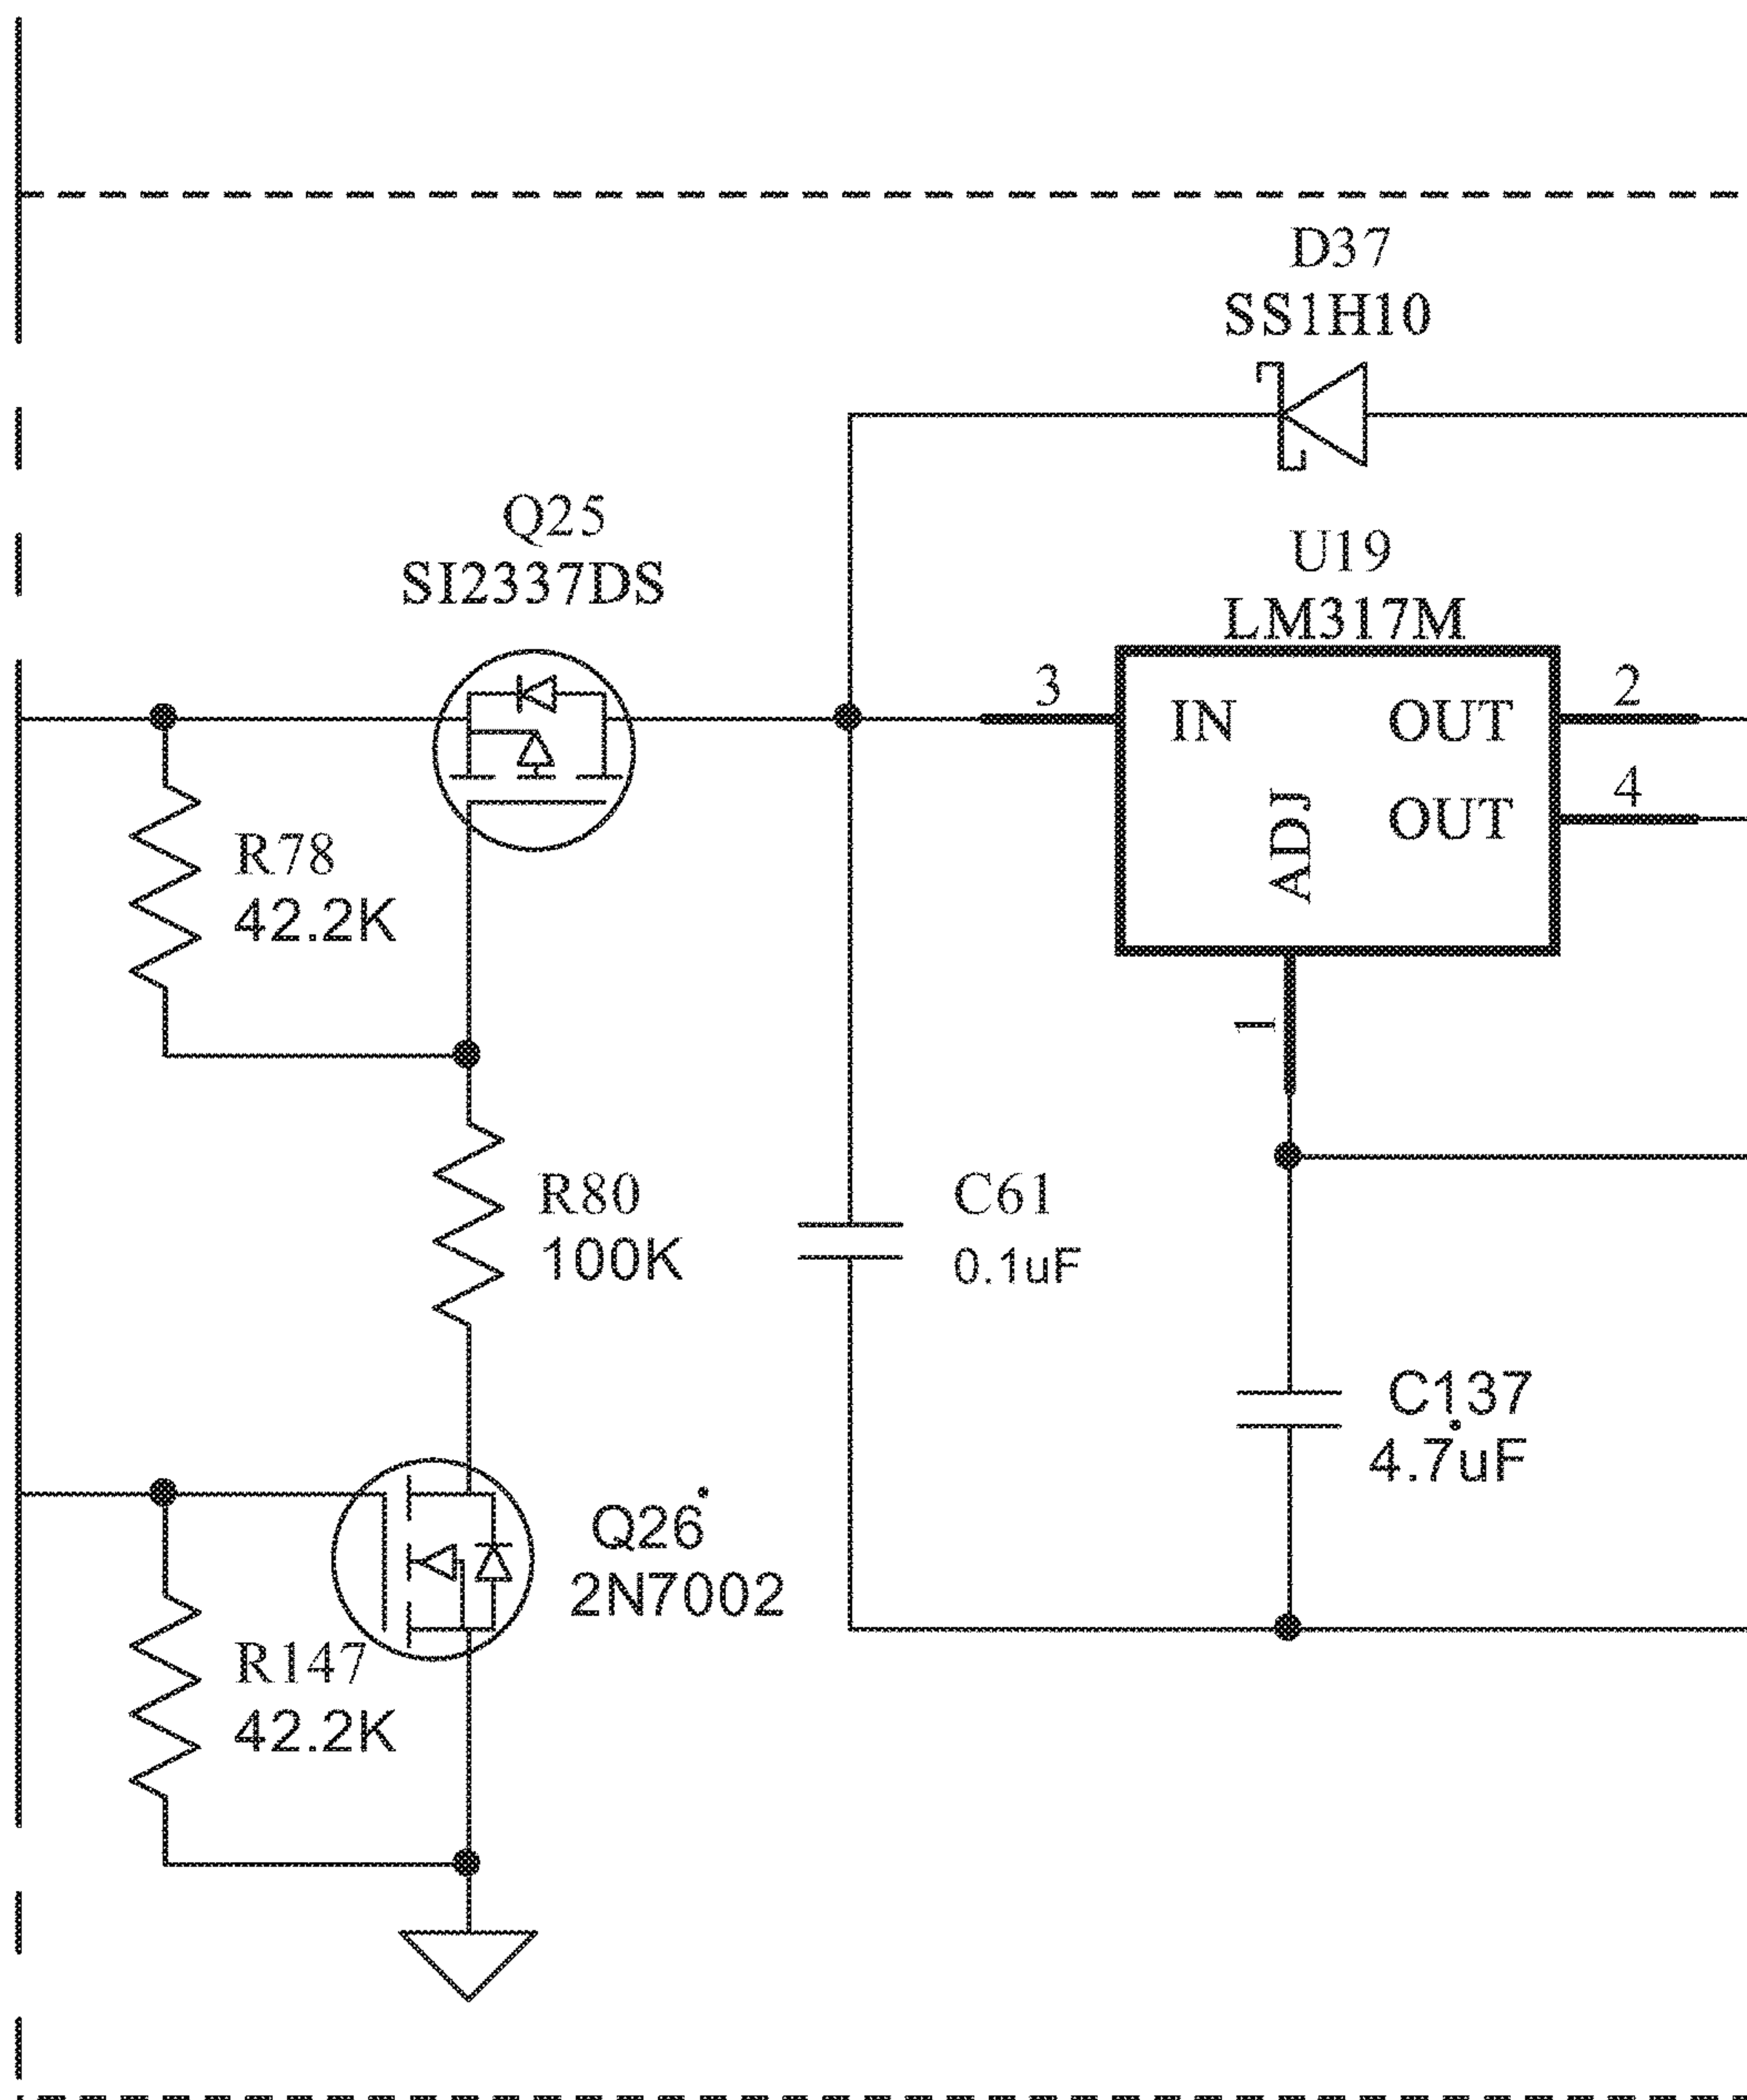 D37
SS1H10
Q25
SI2337DS
U19
LM317M
3
IN
OUT
2
OUT
4
ADJ
1
R78
42.2K
R80
100K
C61
0.1uF
C137
4.7uF
Q26
2N7002
R147
42.2K